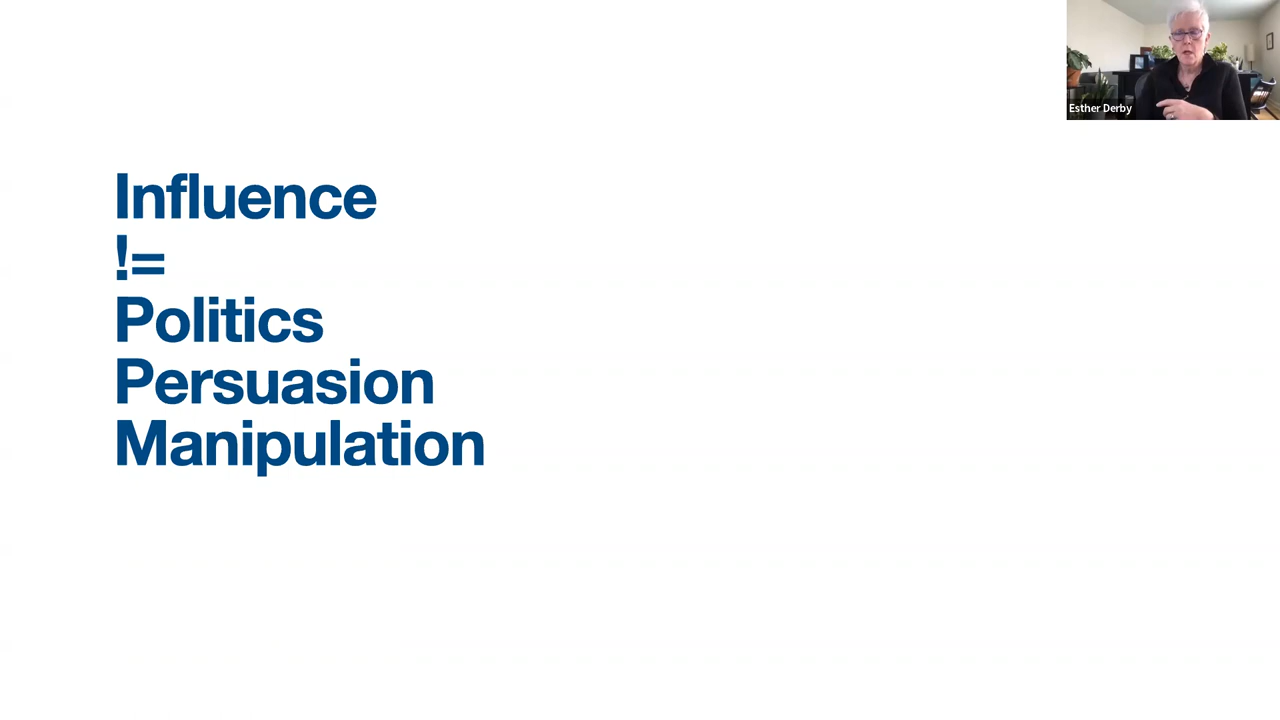 Esther Derby
Influence
!=
Politics
Persuasion
Manipulation